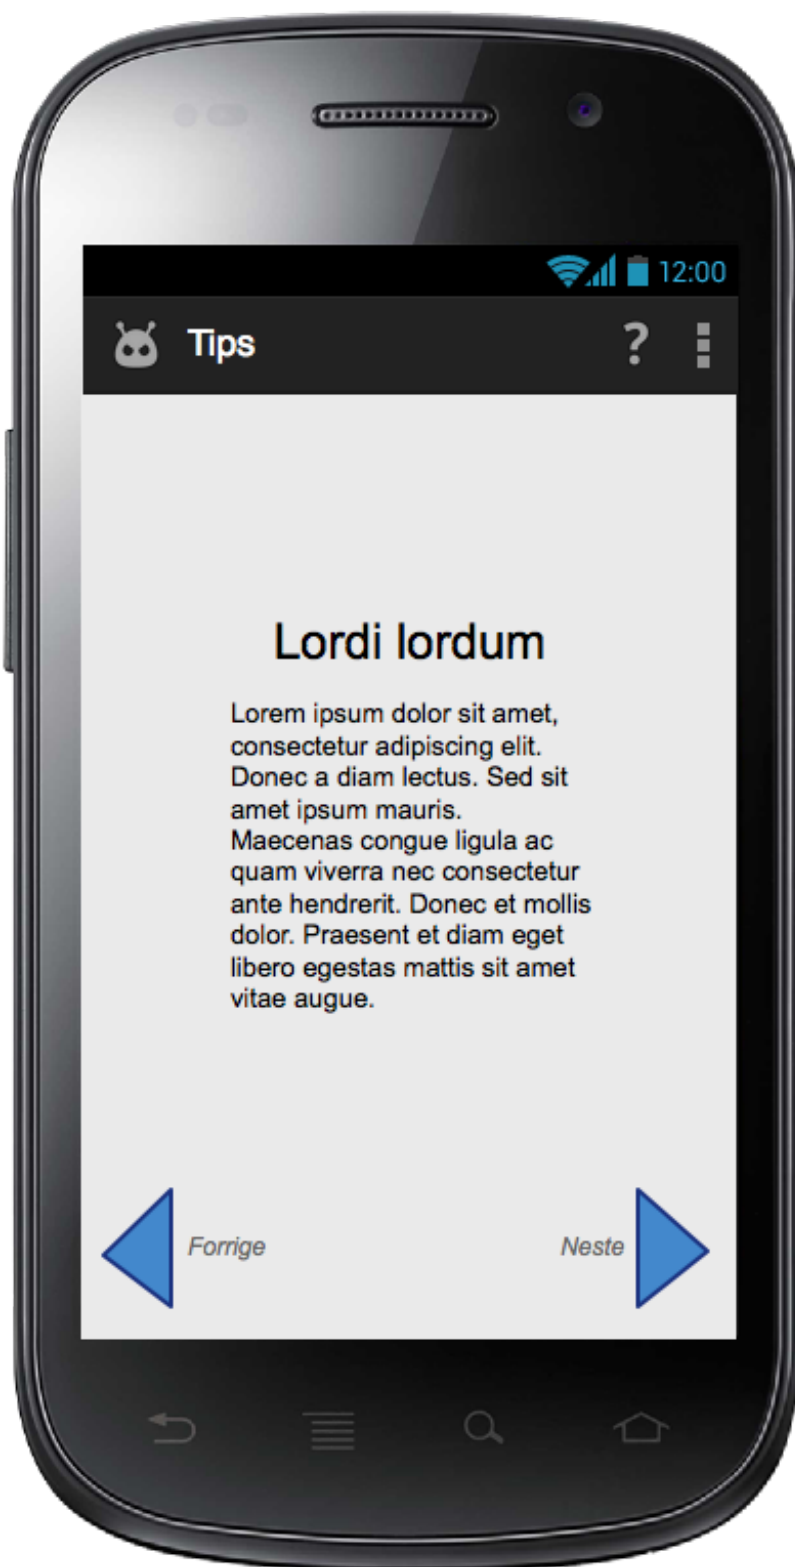 12:00
Tips ?
Lordi lordum
Lorem ipsum dolor sit amet,
consectetur adipiscing elit.
Donec a diam lectus. Sed sit
amet ipsum mauris.
Maecenas congue ligula ac
quam viverra nec consectetur
ante hendrerit. Donec et mollis
dolor. Praesent et diam eget
libero egestas mattis sit amet
vitae augue.
Forrige Neste